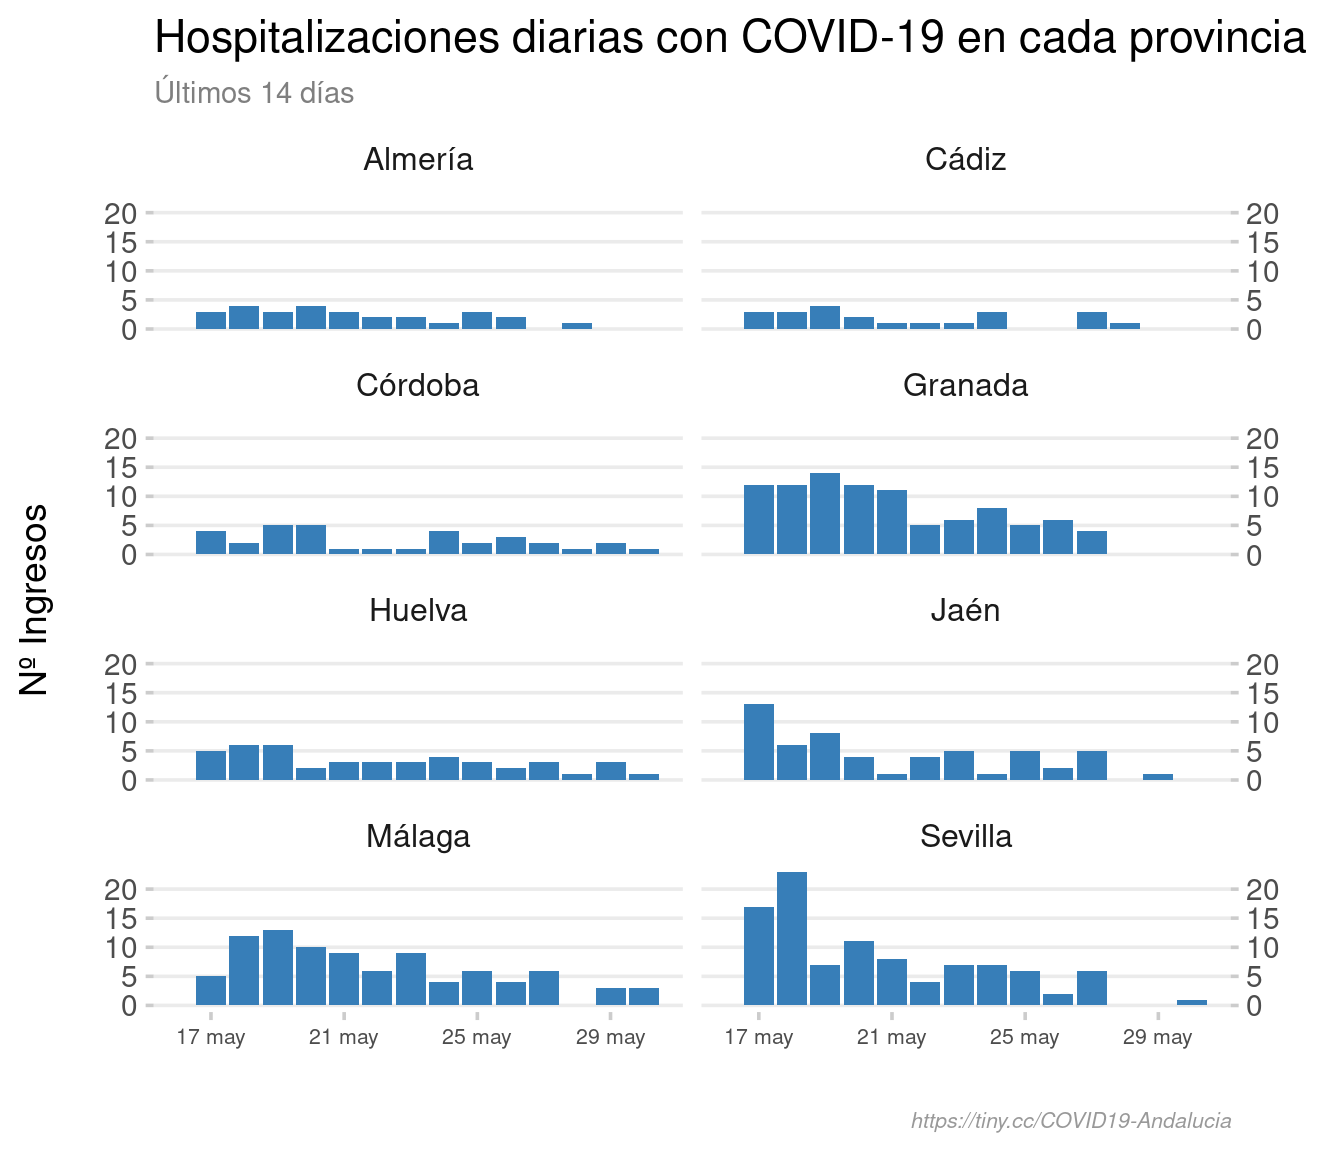 Hospitalizaciones diarias con COVID-19 en cada provincia
Últimos 14 días
Almería
Cádiz
20
15
10
5
0
20
15
10
5
0
Córdoba
Granada
20
15
10
5
0
20
15
10
5
0
Nº Ingresos
Huelva
Jaén
20
15
10
5
0
20
15
10
5
0
Málaga
Sevilla
20
15
10
5
0
20
15
10
5
0
17 may 21 may 25 may 29 may
17 may 21 may 25 may 29 may
https://tiny.cc/COVID19-Andalucia